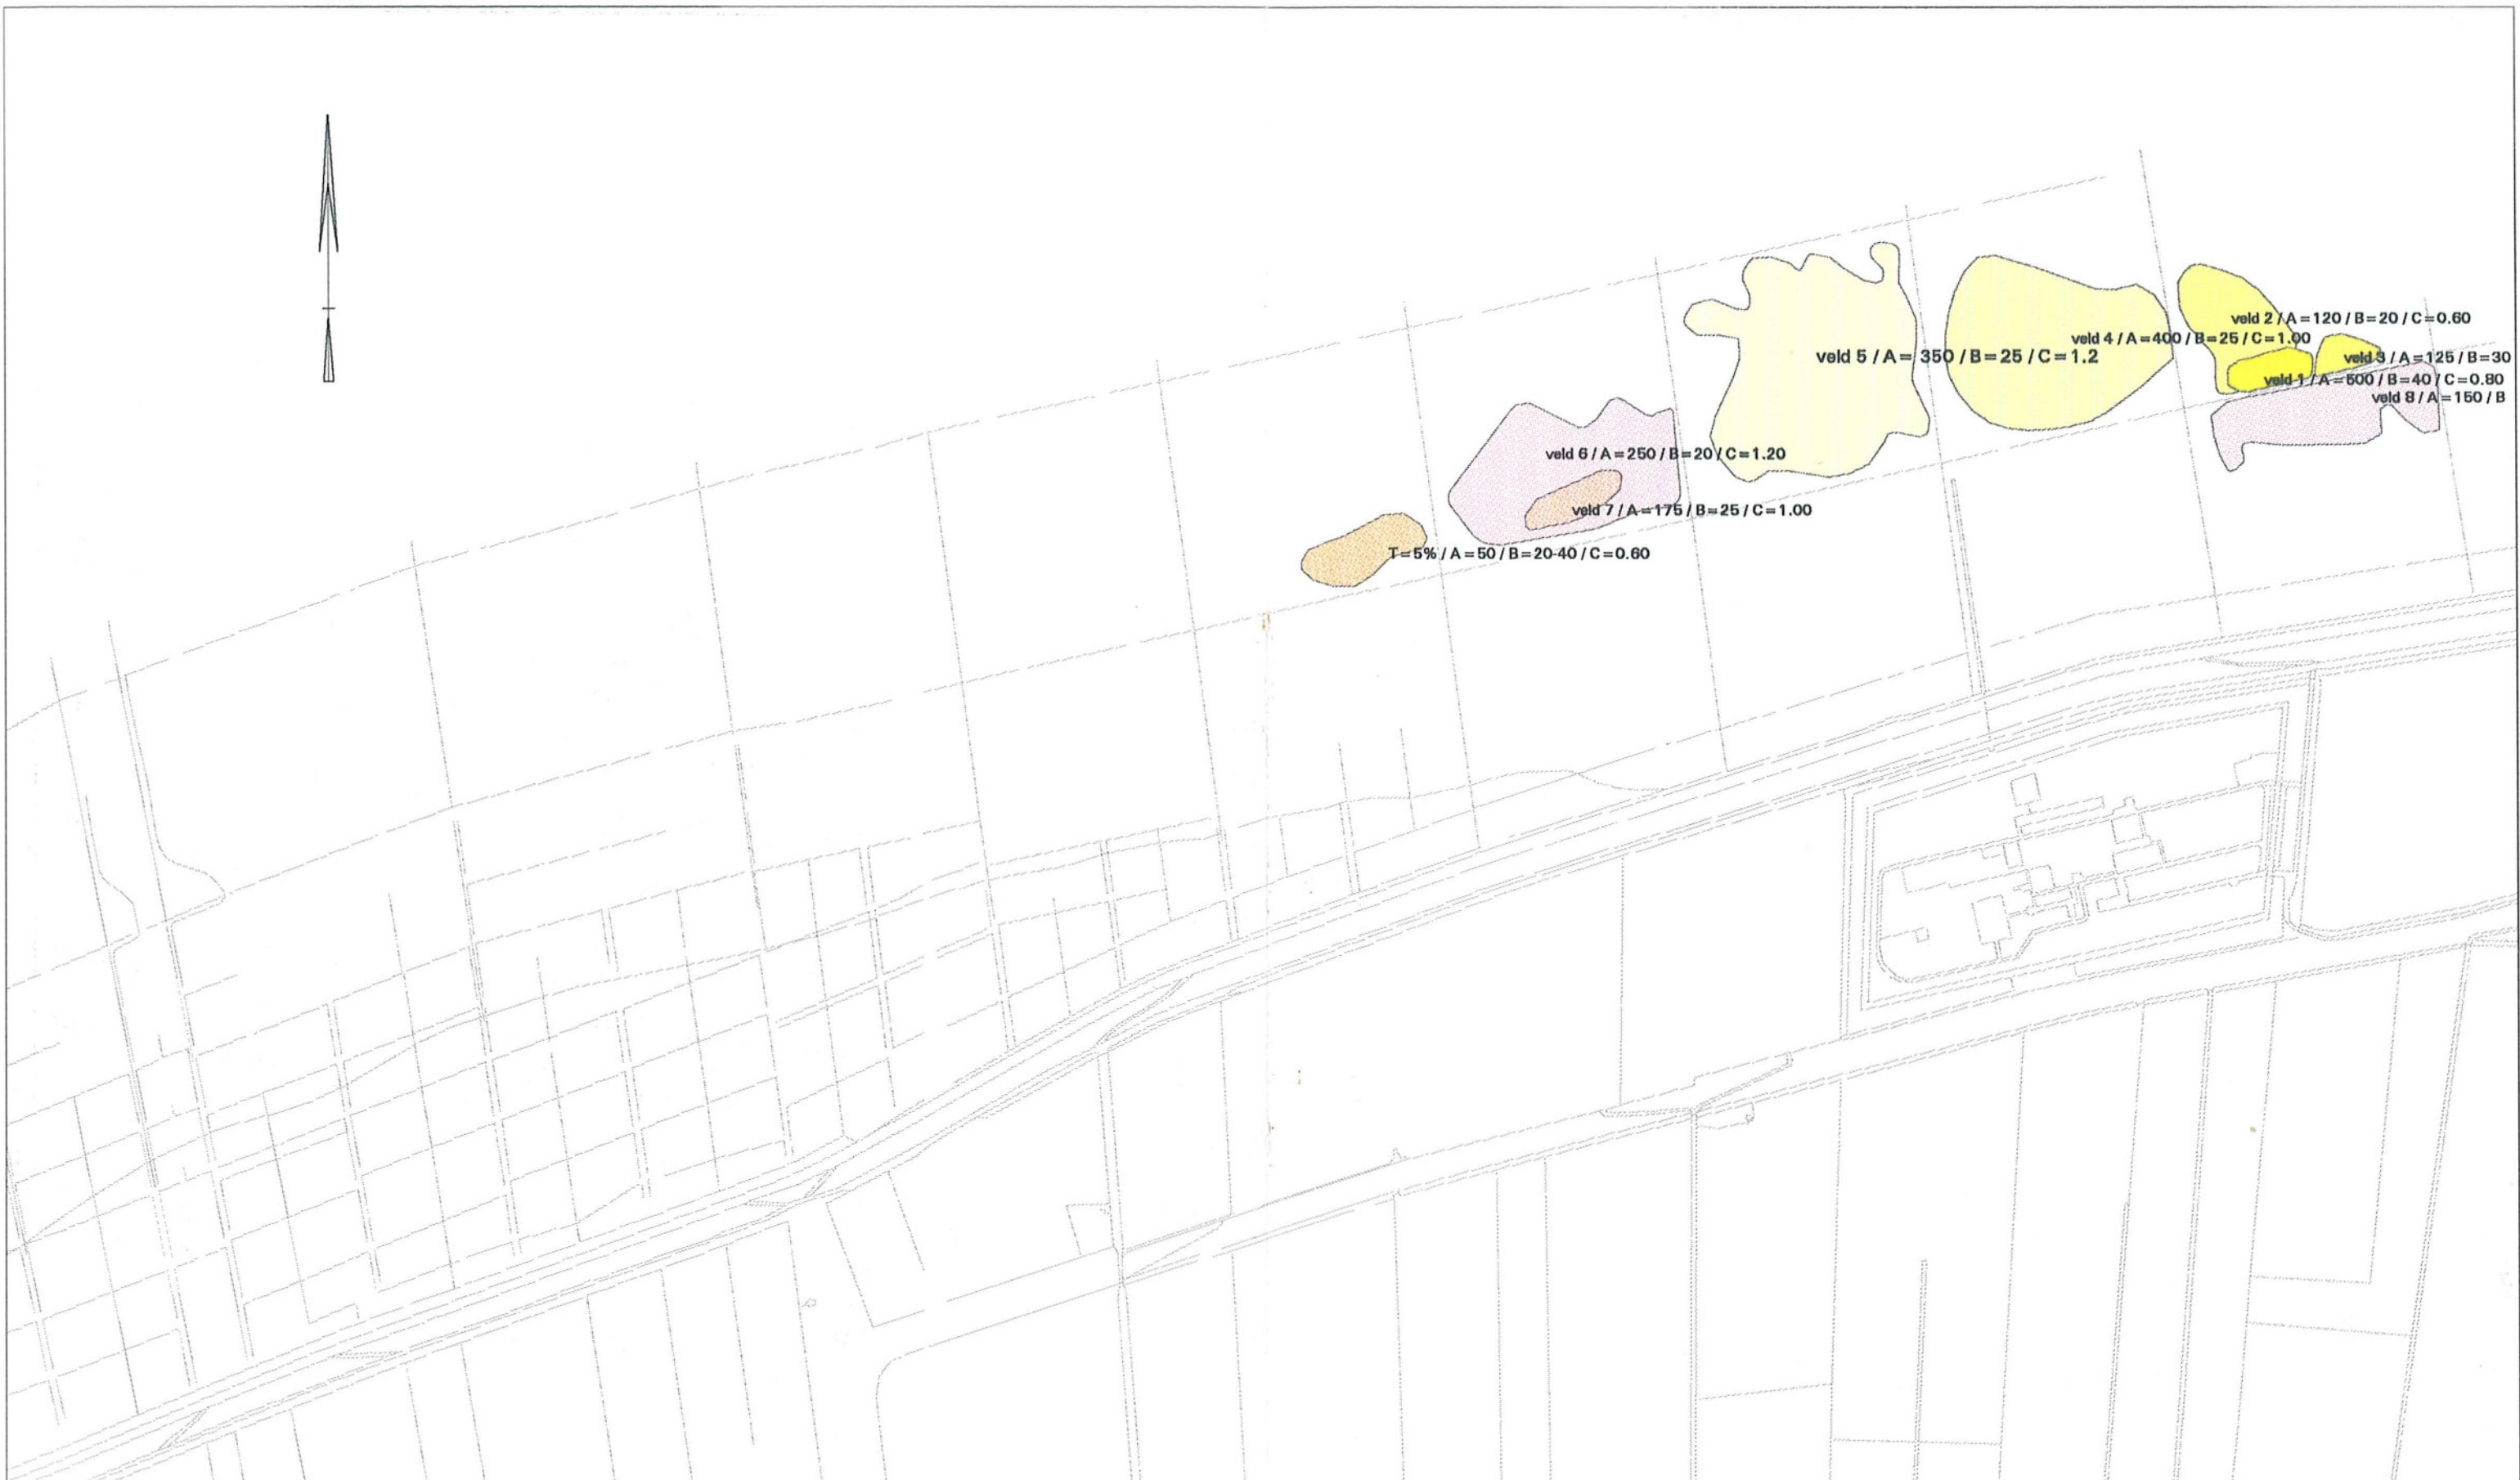 veld 2 / A=120 / B=20 / C=0.60
veld 4 / A=400 / B=25 / C=1.00
veld 5 / A= 350 / B=25 / C=1.2
veld 3 / A=125 / B=30
veld 1 / A=500 / B=40 / C=0.80
veld 8 / A=150 / B
veld 6 / A=250 / B=20 / C=1.20
veld 7 / A=175 / B=25 / C=1.00
T=5% / A=50 / B=20-40 / C=0.60